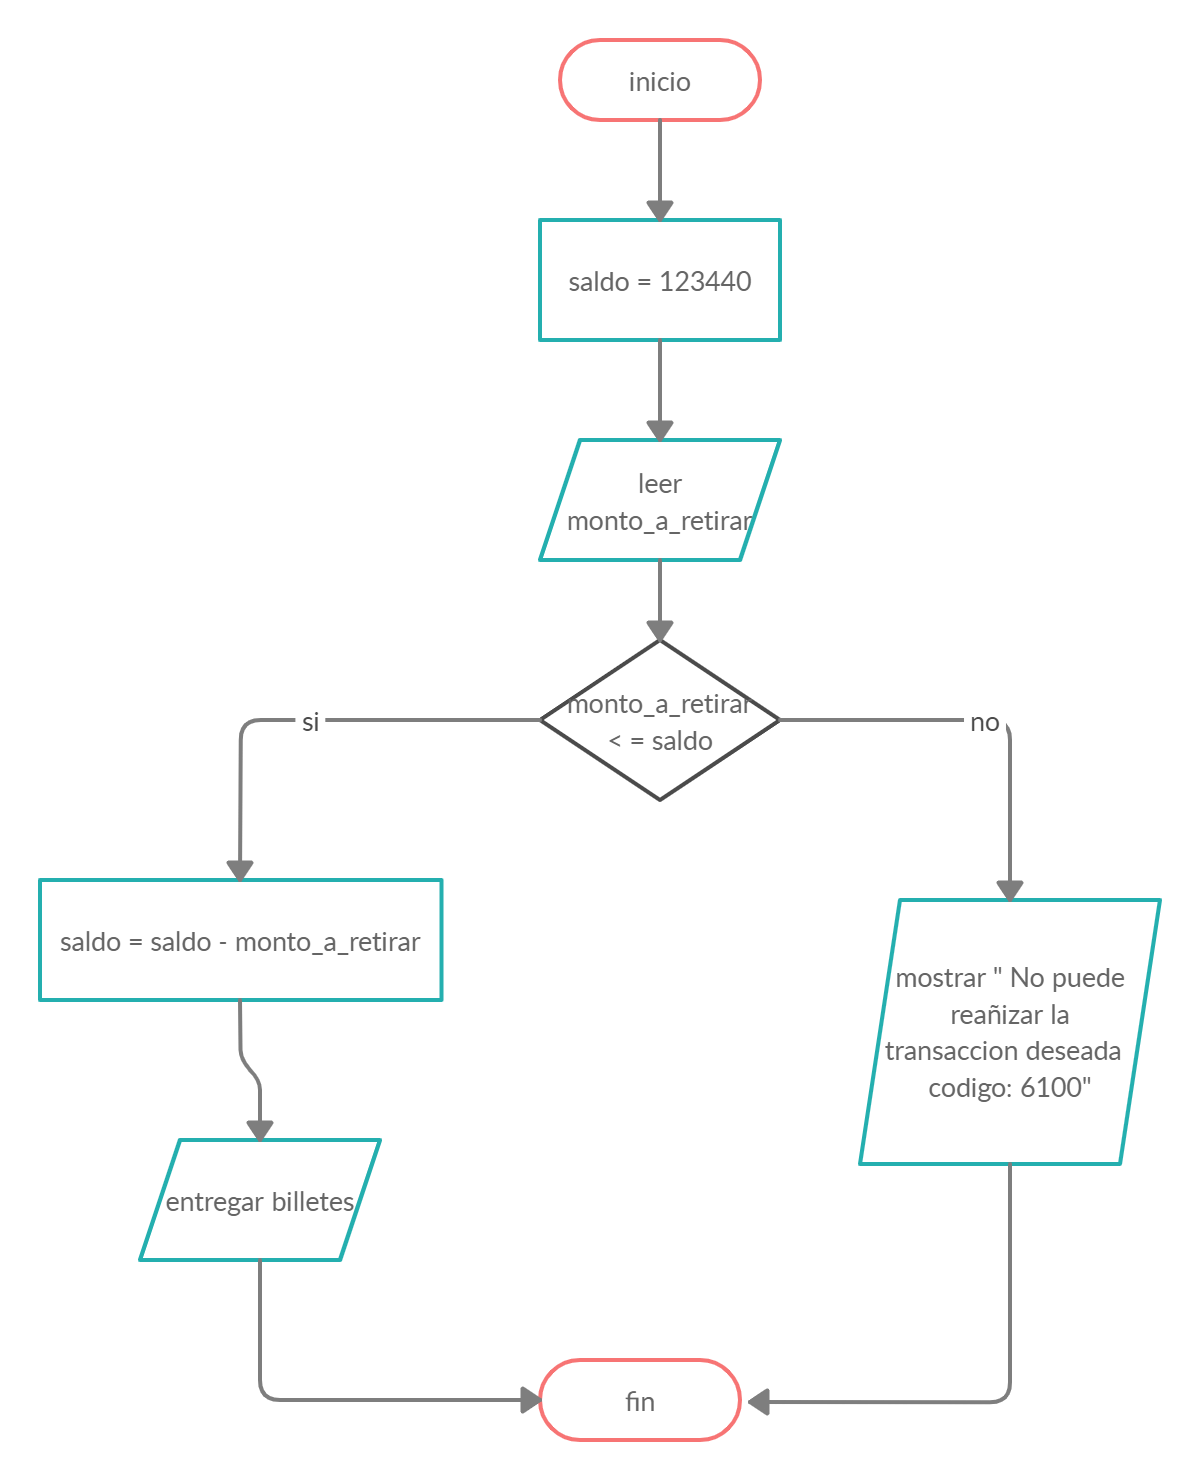 inicio
saldo = 123440
leer
monto_a_retirar
monto_a_retirar
< = saldo
si
no
saldo = saldo - monto_a_retirar
mostrar " No puede
reañizar la
transaccion deseada
codigo: 6100"
entregar billetes
fin